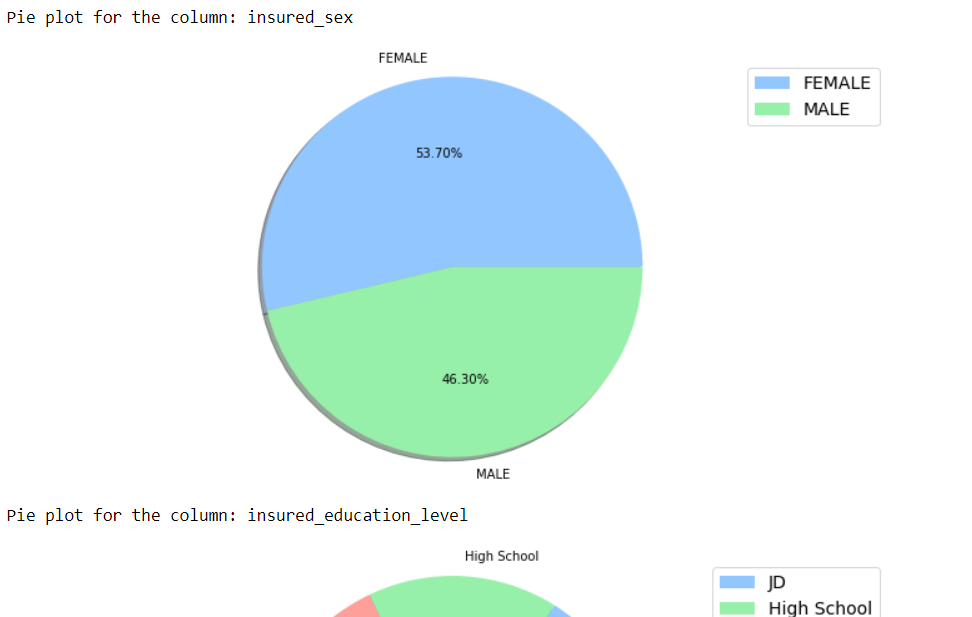 Pie plot for the column: insured_sex
FEMALE
FEMALE
MALE
53.70%
46.30%
MALE
Pie plot for the column: insured_education_level
High School
JD
High School